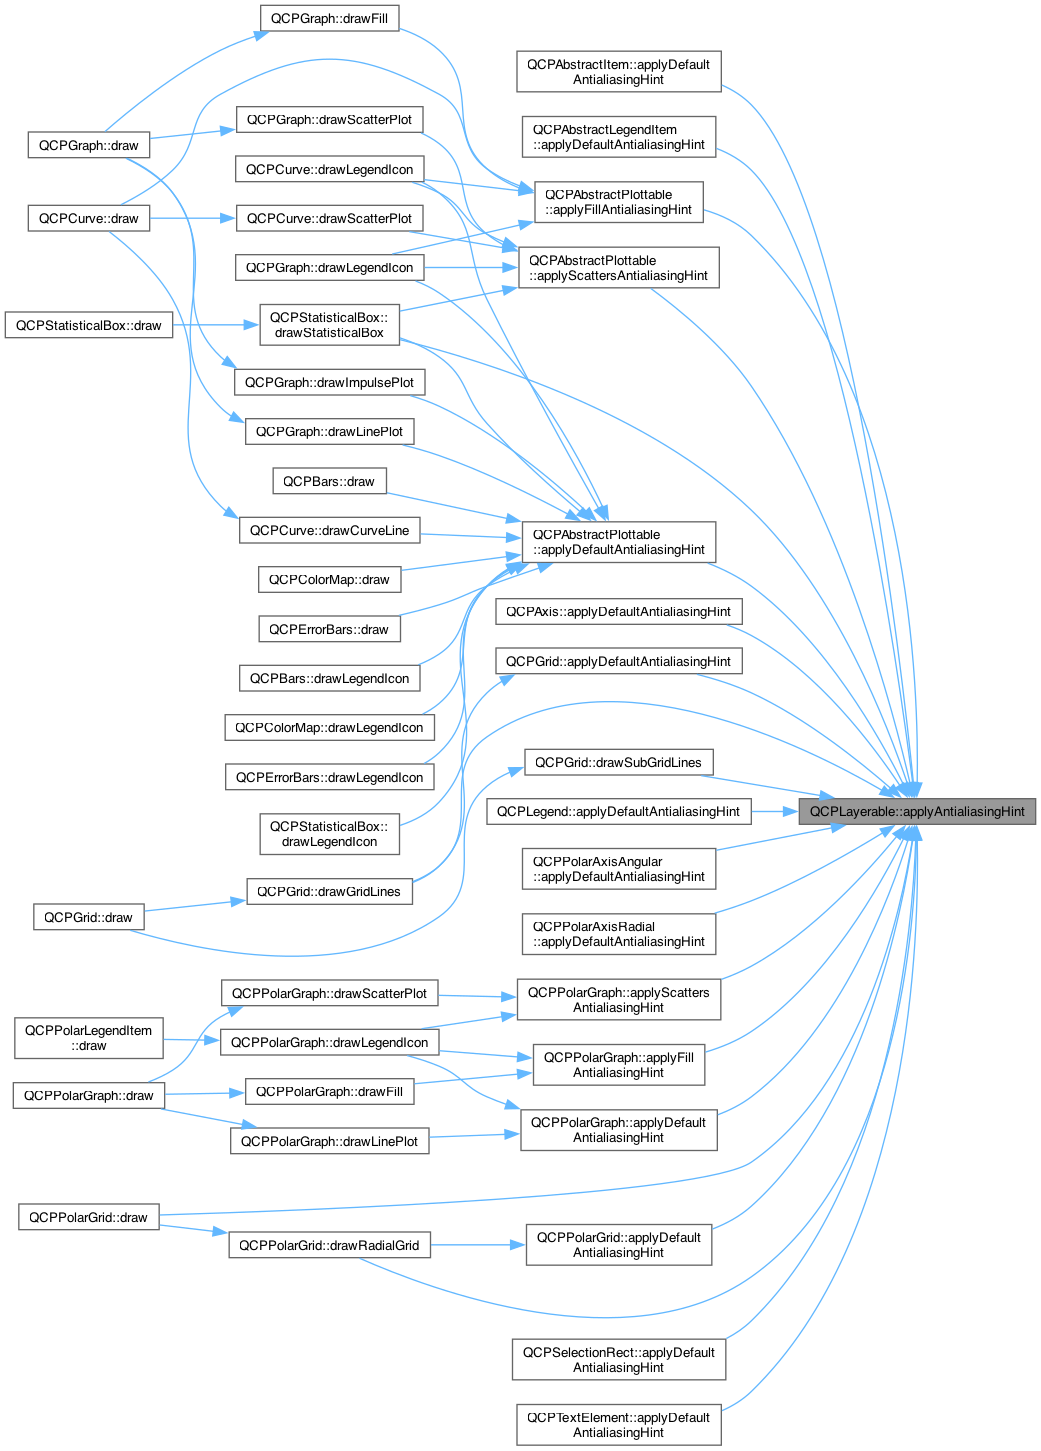 QCPGraph::drawFill
QCPAbstractItem::applyDefault
AntialiasingHint
QCPGraph::drawScatterPlot
QCPAbstractLegendItem
::applyDefaultAntialiasingHint
QCPGraph::draw
QCPCurve::drawLegendIcon
QCPAbstractPlottable
::applyFillAntialiasingHint
QCPCurve::draw
QCPCurve::drawScatterPlot
QCPGraph::drawLegendIcon
QCPAbstractPlottable
::applyScattersAntialiasingHint
QCPStatisticalBox::draw
QCPStatisticalBox::
drawStatisticalBox
QCPGraph::drawImpulsePlot
QCPGraph::drawLinePlot
QCPBars::draw
QCPCurve::drawCurveLine
QCPAbstractPlottable
::applyDefaultAntialiasingHint
QCPColorMap::draw
QCPErrorBars::draw
QCPAxis::applyDefaultAntialiasingHint
QCPBars::drawLegendIcon
QCPGrid::applyDefaultAntialiasingHint
QCPColorMap::drawLegendIcon
QCPErrorBars::drawLegendIcon
QCPGrid::drawSubGridLines
QCPStatisticalBox::
drawLegendIcon
QCPLegend::applyDefaultAntialiasingHint
QCPLayerable::applyAntialiasingHint
QCPPolarAxisAngular
::applyDefaultAntialiasingHint
QCPGrid::drawGridLines
QCPGrid::draw
QCPPolarAxisRadial
::applyDefaultAntialiasingHint
QCPPolarGraph::drawScatterPlot
QCPPolarGraph::applyScatters
AntialiasingHint
QCPPolarLegendItem
::draw
QCPPolarGraph::drawLegendIcon
QCPPolarGraph::applyFill
AntialiasingHint
QCPPolarGraph::draw
QCPPolarGraph::drawFill
QCPPolarGraph::drawLinePlot
QCPPolarGraph::applyDefault
AntialiasingHint
QCPPolarGrid::draw
QCPPolarGrid::drawRadialGrid
QCPPolarGrid::applyDefault
AntialiasingHint
QCPSelectionRect::applyDefault
AntialiasingHint
QCPTextElement::applyDefault
AntialiasingHint